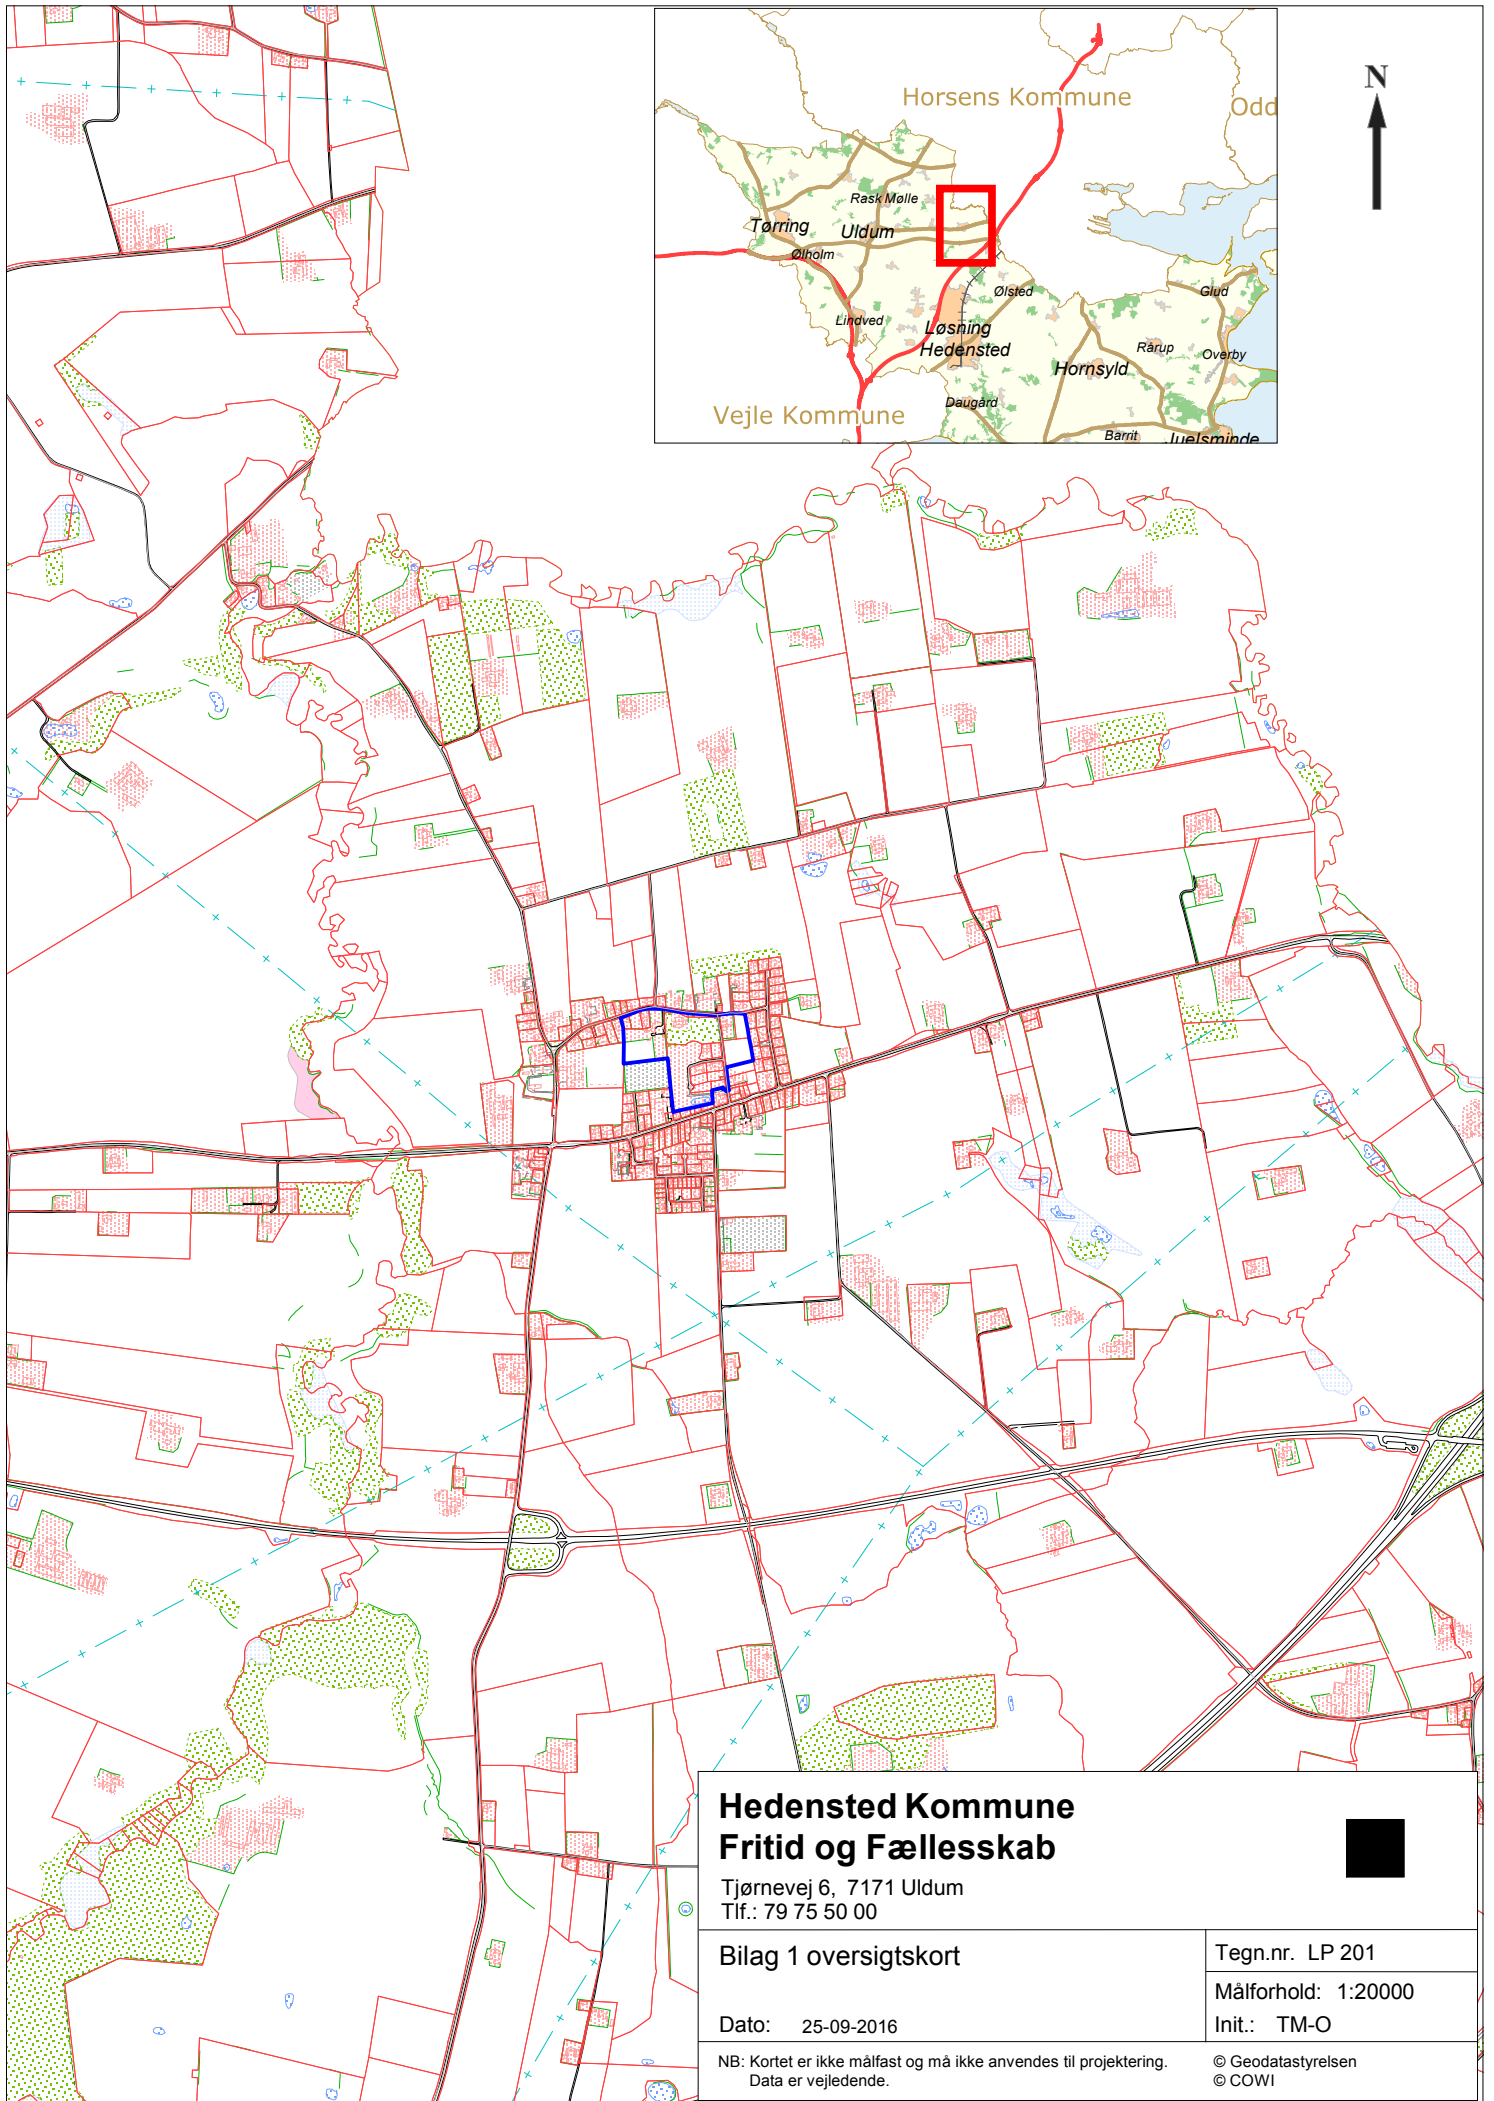 Horsens Kommune
Odd
N
Rask Mølle
Tørring
Uldum
Ølholm
Ølsted
Glud
Lindved
Løsning
Hedensted
Rårup
Overby
Hornsyld
Daugård
Vejle Kommune
Barrit
Juelsminde
Hedensted Kommune
Fritid og Fællesskab
Tjørnevej 6, 7171 Uldum
Tlf.: 79 75 50 00
Bilag 1 oversigtskort
Tegn.nr. LP 201
Målforhold: 1:20000
Dato: 25-09-2016
Init.: TM-O
NB: Kortet er ikke målfast og må ikke anvendes til projektering.
Data er vejledende.
© Geodatastyrelsen
© COWI